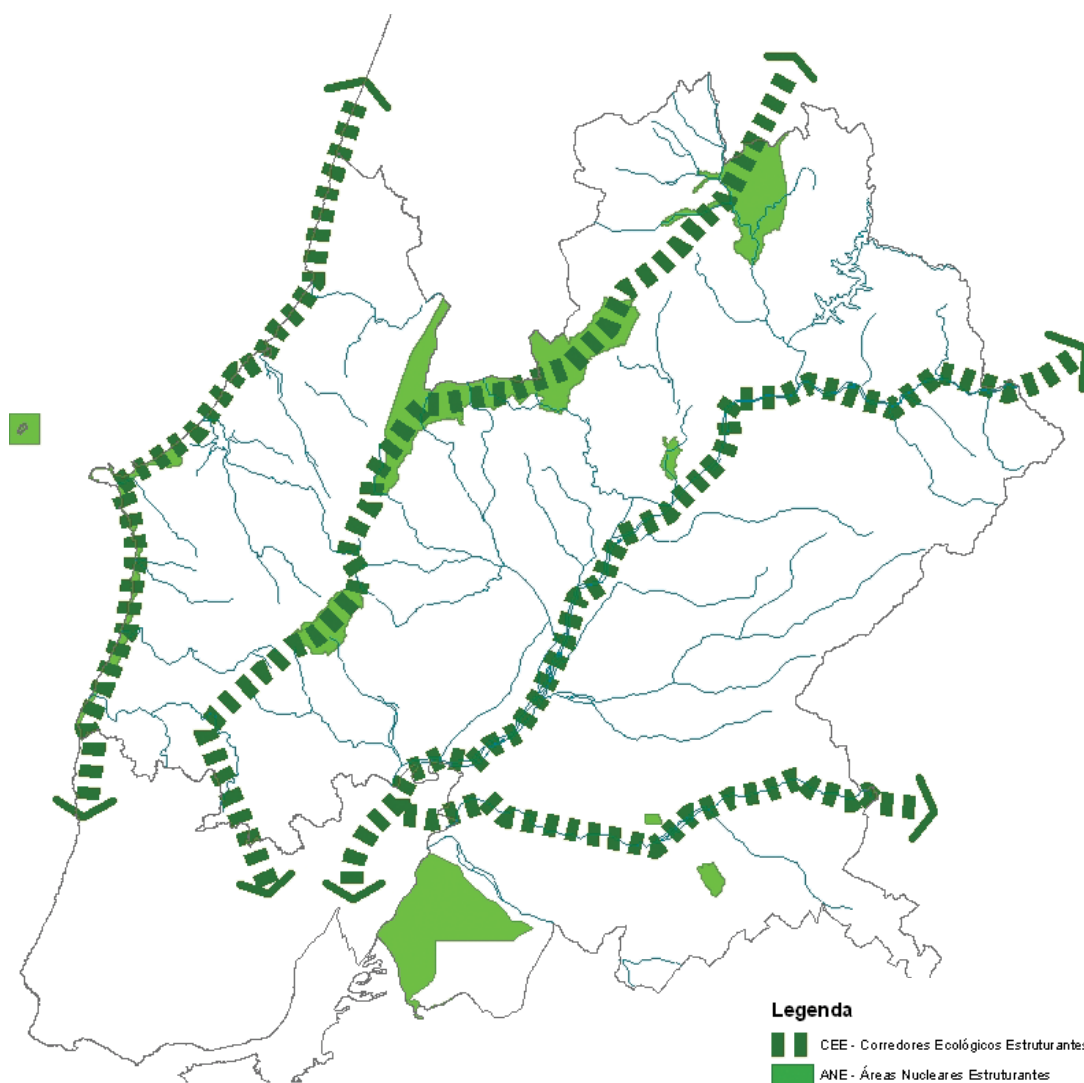 Legenda
CEE - Corredores Ecológicos Estruturantes
ANE - Áreas Nucleares Estruturantes